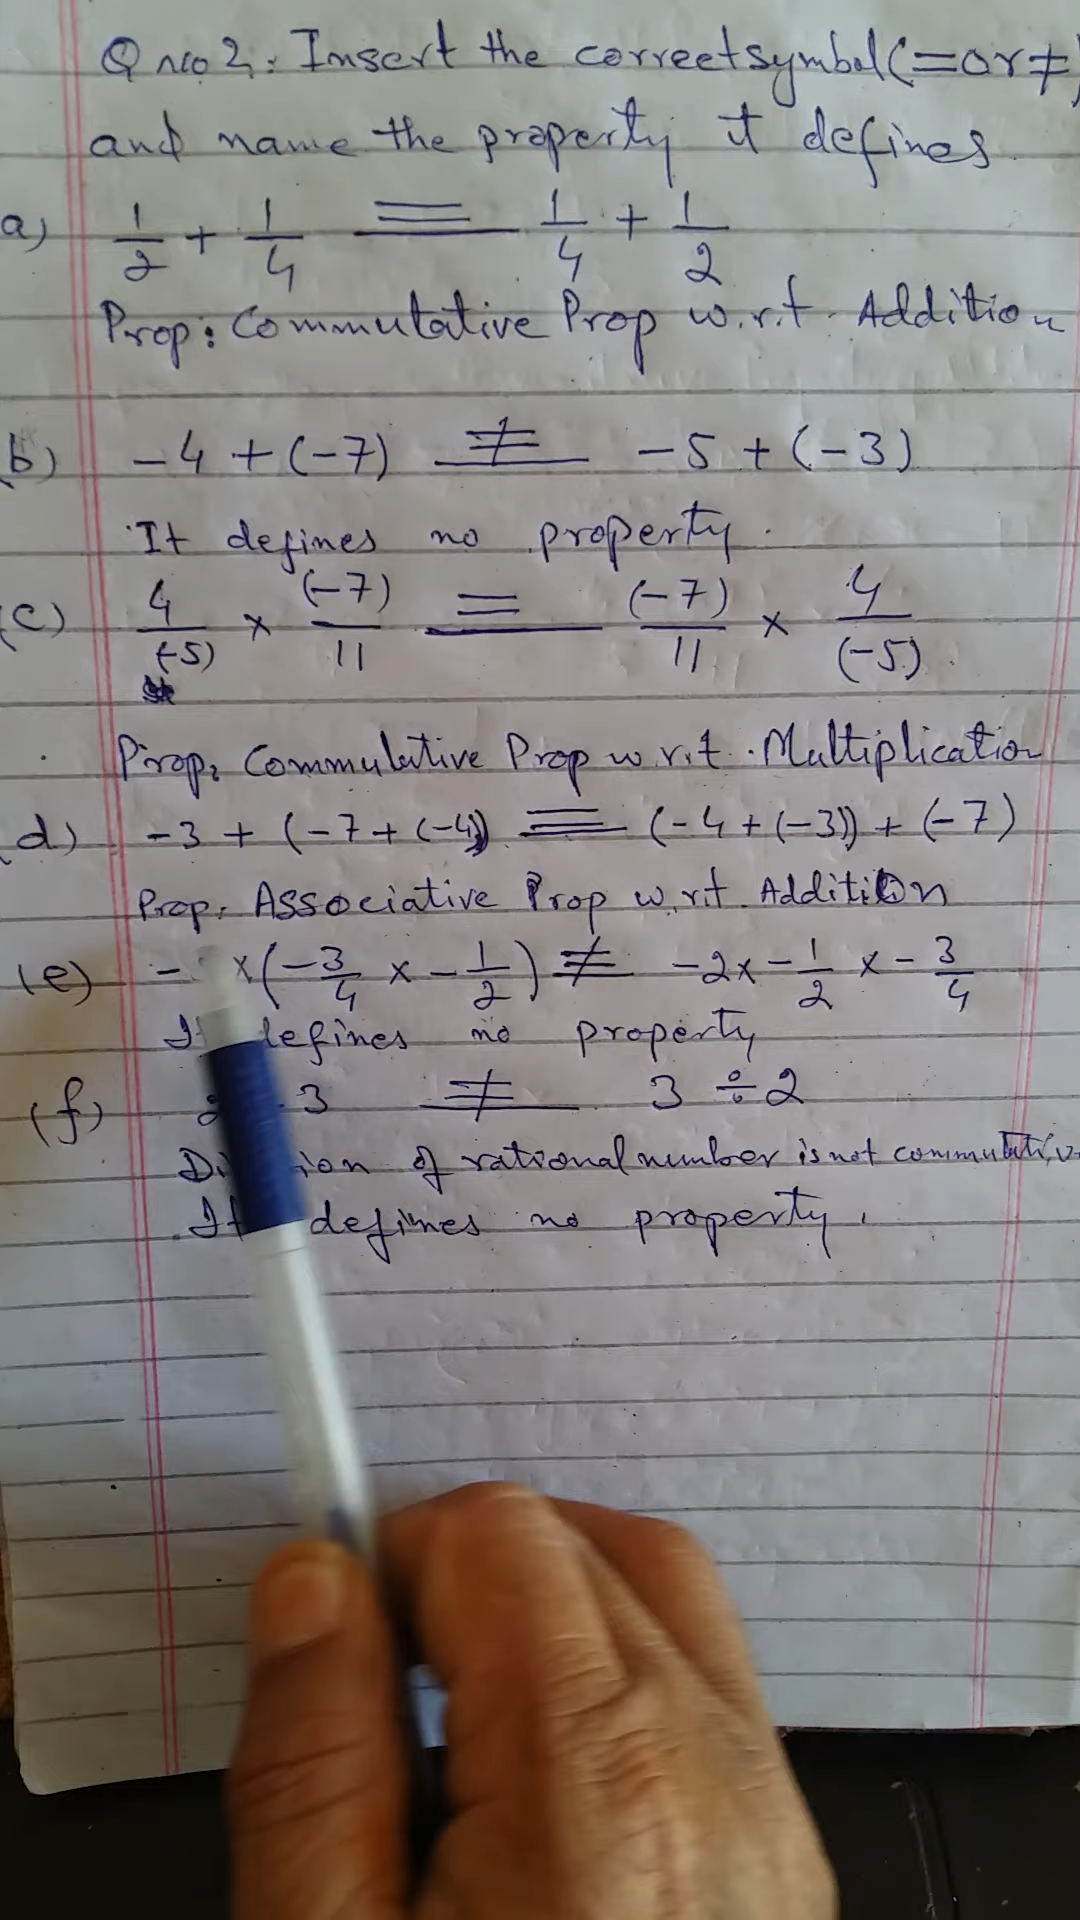 Q no 2: Insert the correct symbol (= or ≠)
and name the property it defines
a) 1/2 + 1/4 = 1/4 + 1/2
Prop: Commutative Prop w.r.t. Addition
(b) -4 + (-7) ≠ -5 + (-3)
It defines no property.
(c) 4/(-5) × (-7)/11 = (-7)/11 × 4/(-5)
Prop: Commutative Prop w.r.t. Multiplication
(d) -3 + (-7 + (-4)) = (-4 + (-3)) + (-7)
Prop: Associative Prop w.r.t. Addition
(e) - × (-3/4 × -1/2) ≠ -2 × -1/2 × -3/4
It defines no property
(f) 3 ≠ 3 ÷ 2
of rational number is not commutativ
It defines no property.